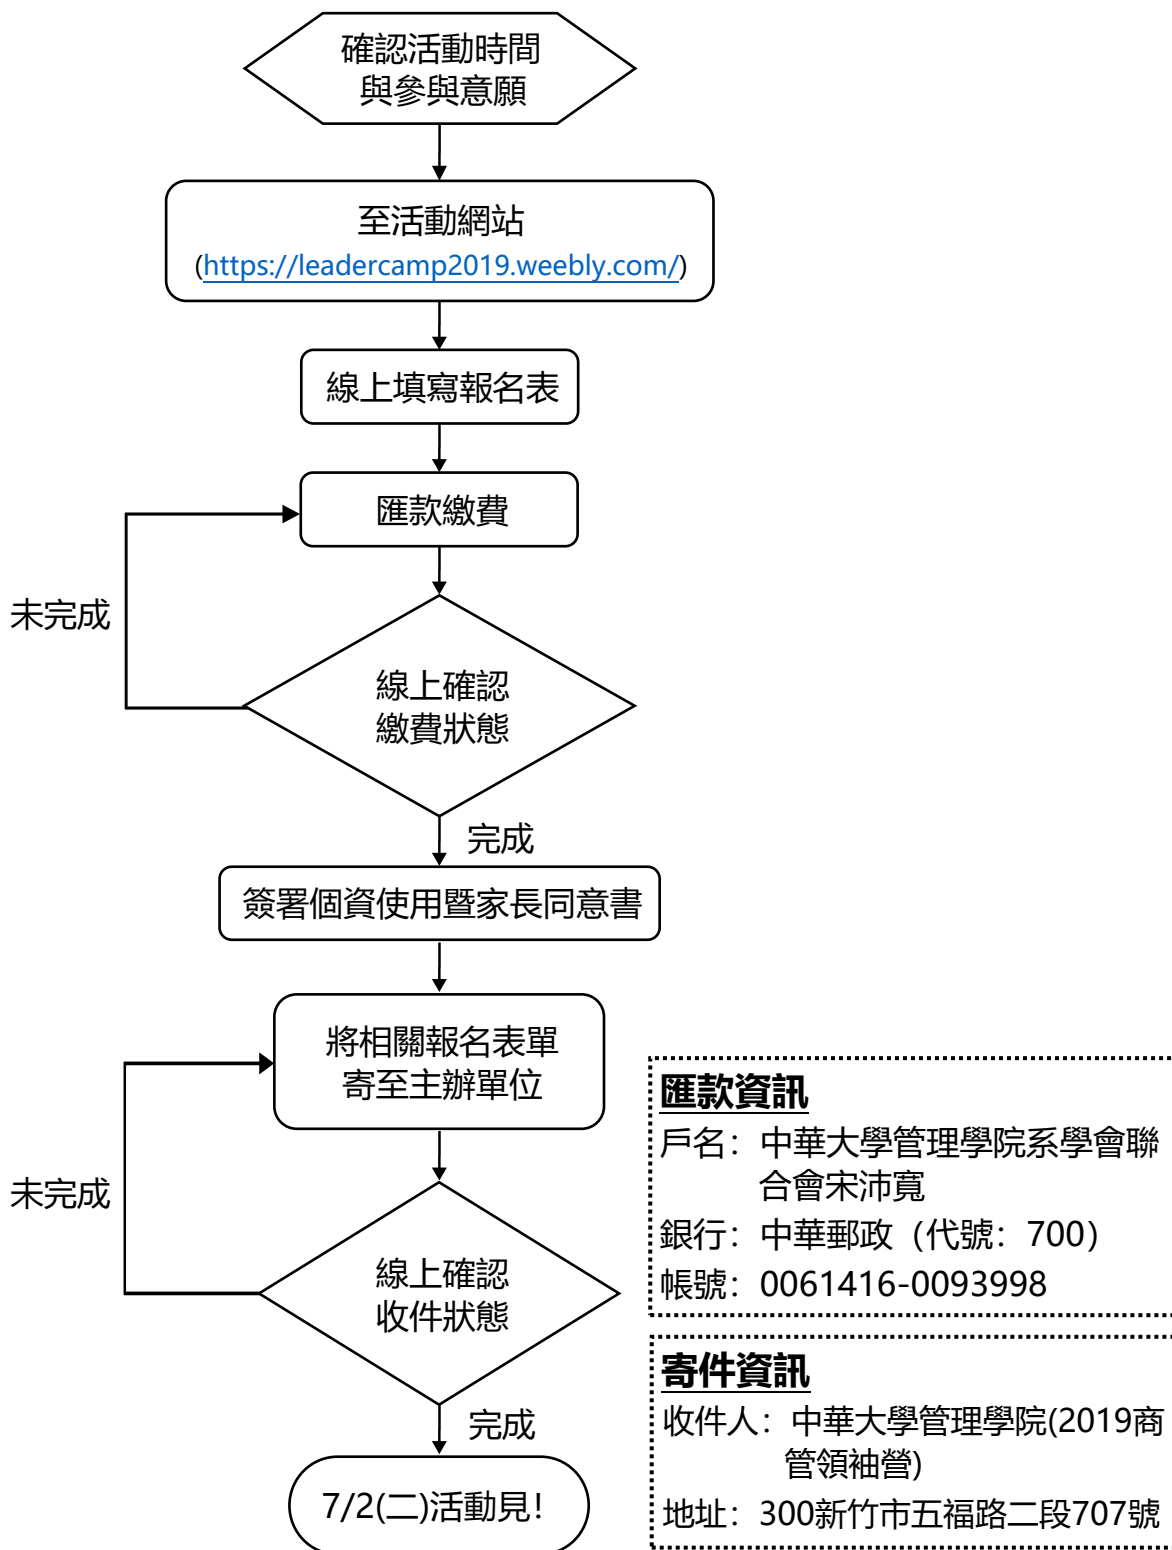 確認活動時間
與參與意願
至活動網站
(https://leadercamp2019.weebly.com/)
線上填寫報名表
匯款繳費
未完成
線上確認
繳費狀態
完成
簽署個資使用暨家長同意書
將相關報名表單
寄至主辦單位
未完成
線上確認
收件狀態
完成
7/2(二)活動見!
匯款資訊
戶名：中華大學管理學院系學會聯
合會宋沛寬
銀行：中華郵政（代號：700）
帳號：0061416-0093998
寄件資訊
收件人：中華大學管理學院(2019商
管領袖營)
地址：300新竹市五福路二段707號